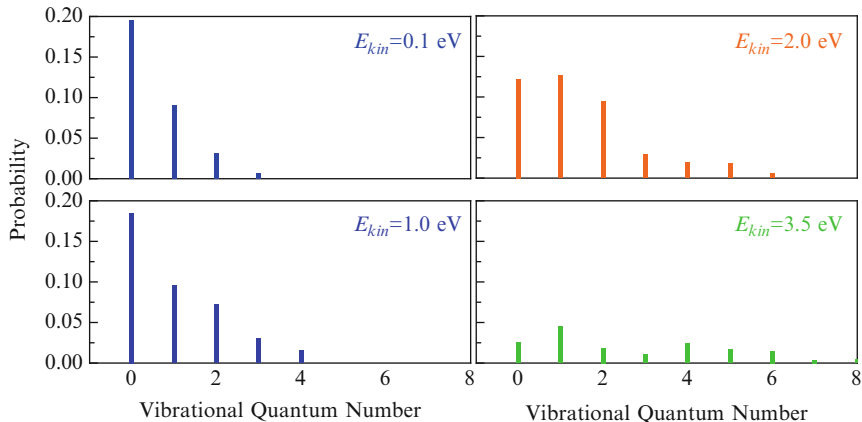 0.20
0.15
0.10
0.05
0.00
E_kin=0.1 eV
E_kin=2.0 eV
Probability
0.20
0.15
0.10
0.05
0.00
E_kin=1.0 eV
E_kin=3.5 eV
0 2 4 6 8
0 2 4 6 8
Vibrational Quantum Number
Vibrational Quantum Number